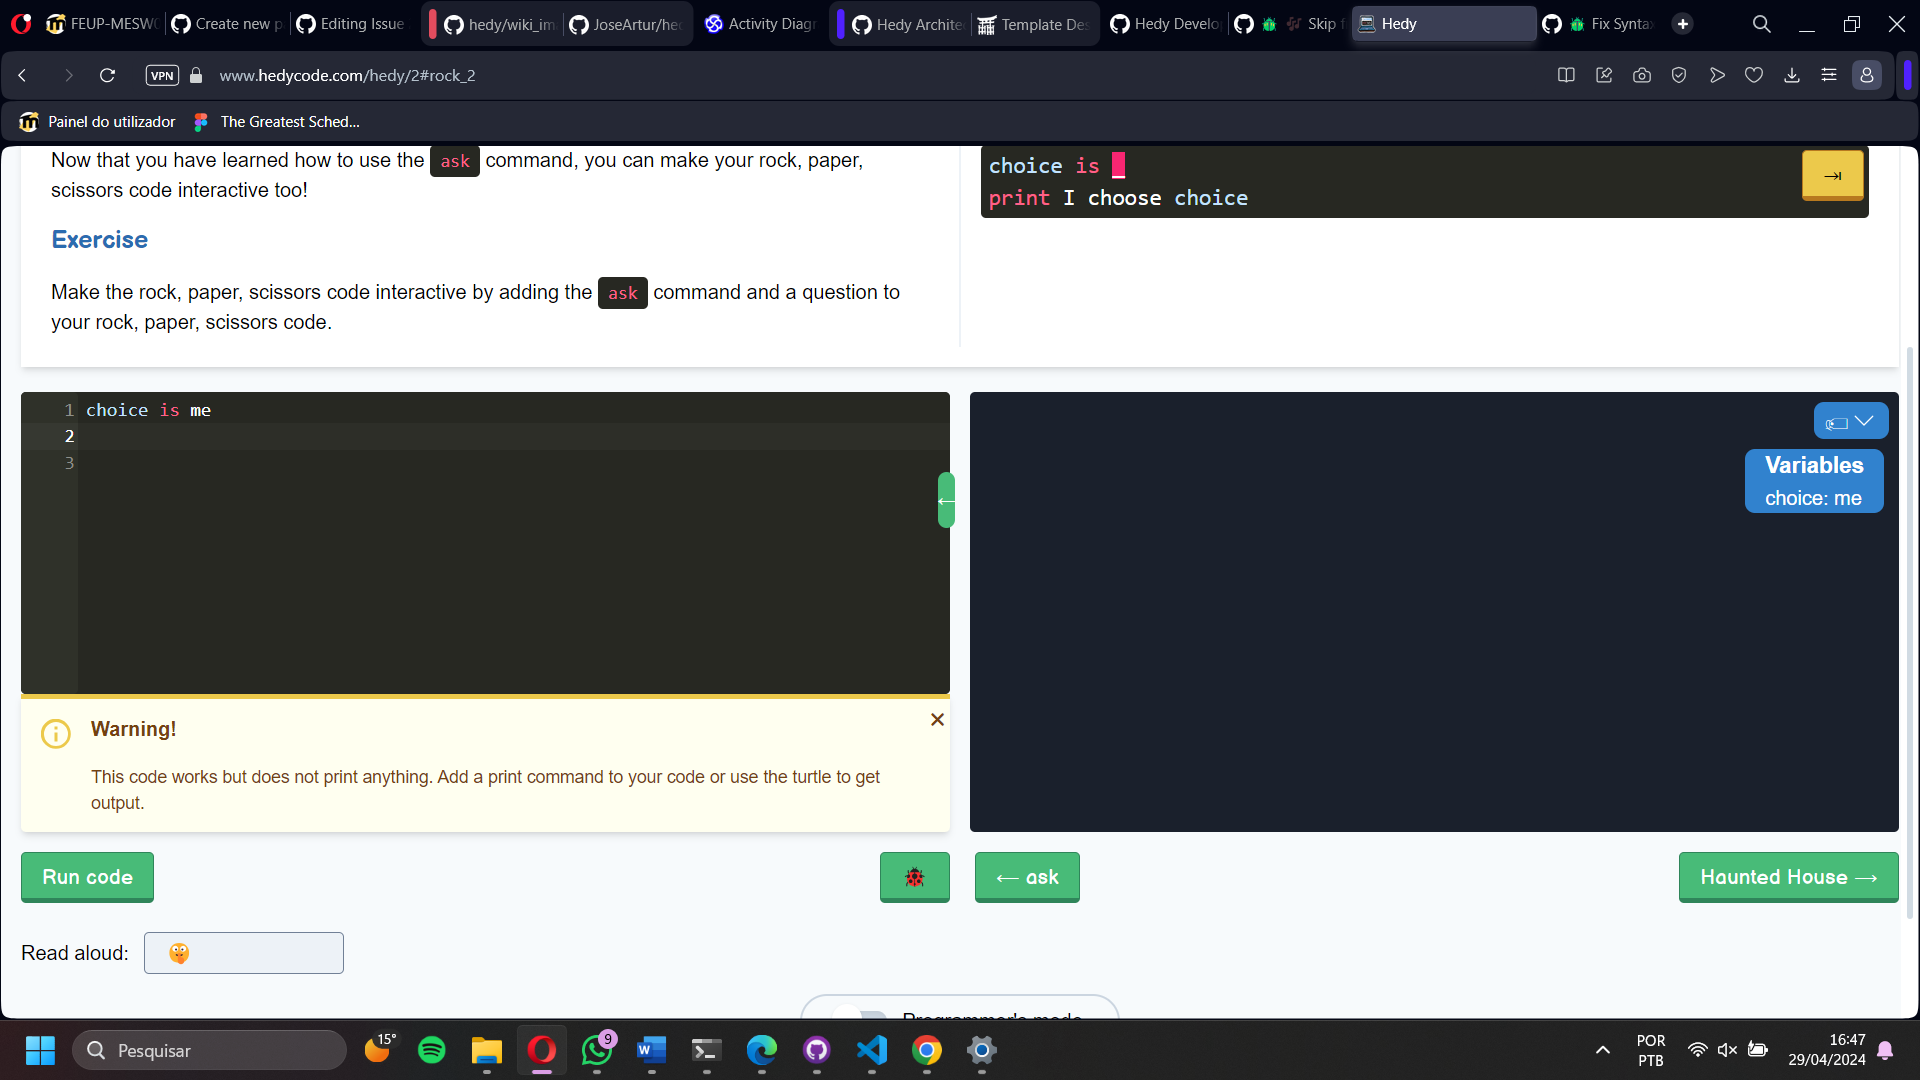 FEUP-MESW
Create new p
Editing Issue
hedy/wiki_im
JoseArtur/he
Activity Diagr
Hedy Archite
Template Des
Hedy Develo
Skip f
Hedy
Fix Synta
VPN
www.hedycode.com/hedy/2#rock_2
Painel do utilizador
The Greatest Sched...
Now that you have learned how to use the ask command, you can make your rock, paper,
scissors code interactive too!
Exercise
Make the rock, paper, scissors code interactive by adding the ask command and a question to
your rock, paper, scissors code.
choice is
print I choose choice
1 choice is me
2
3
Variables
choice: me
Warning!
This code works but does not print anything. Add a print command to your code or use the turtle to get
output.
Run code
← ask
Haunted House →
Read aloud:
Programmer's mode
15°
Pesquisar
9
POR
PTB
16:47
29/04/2024